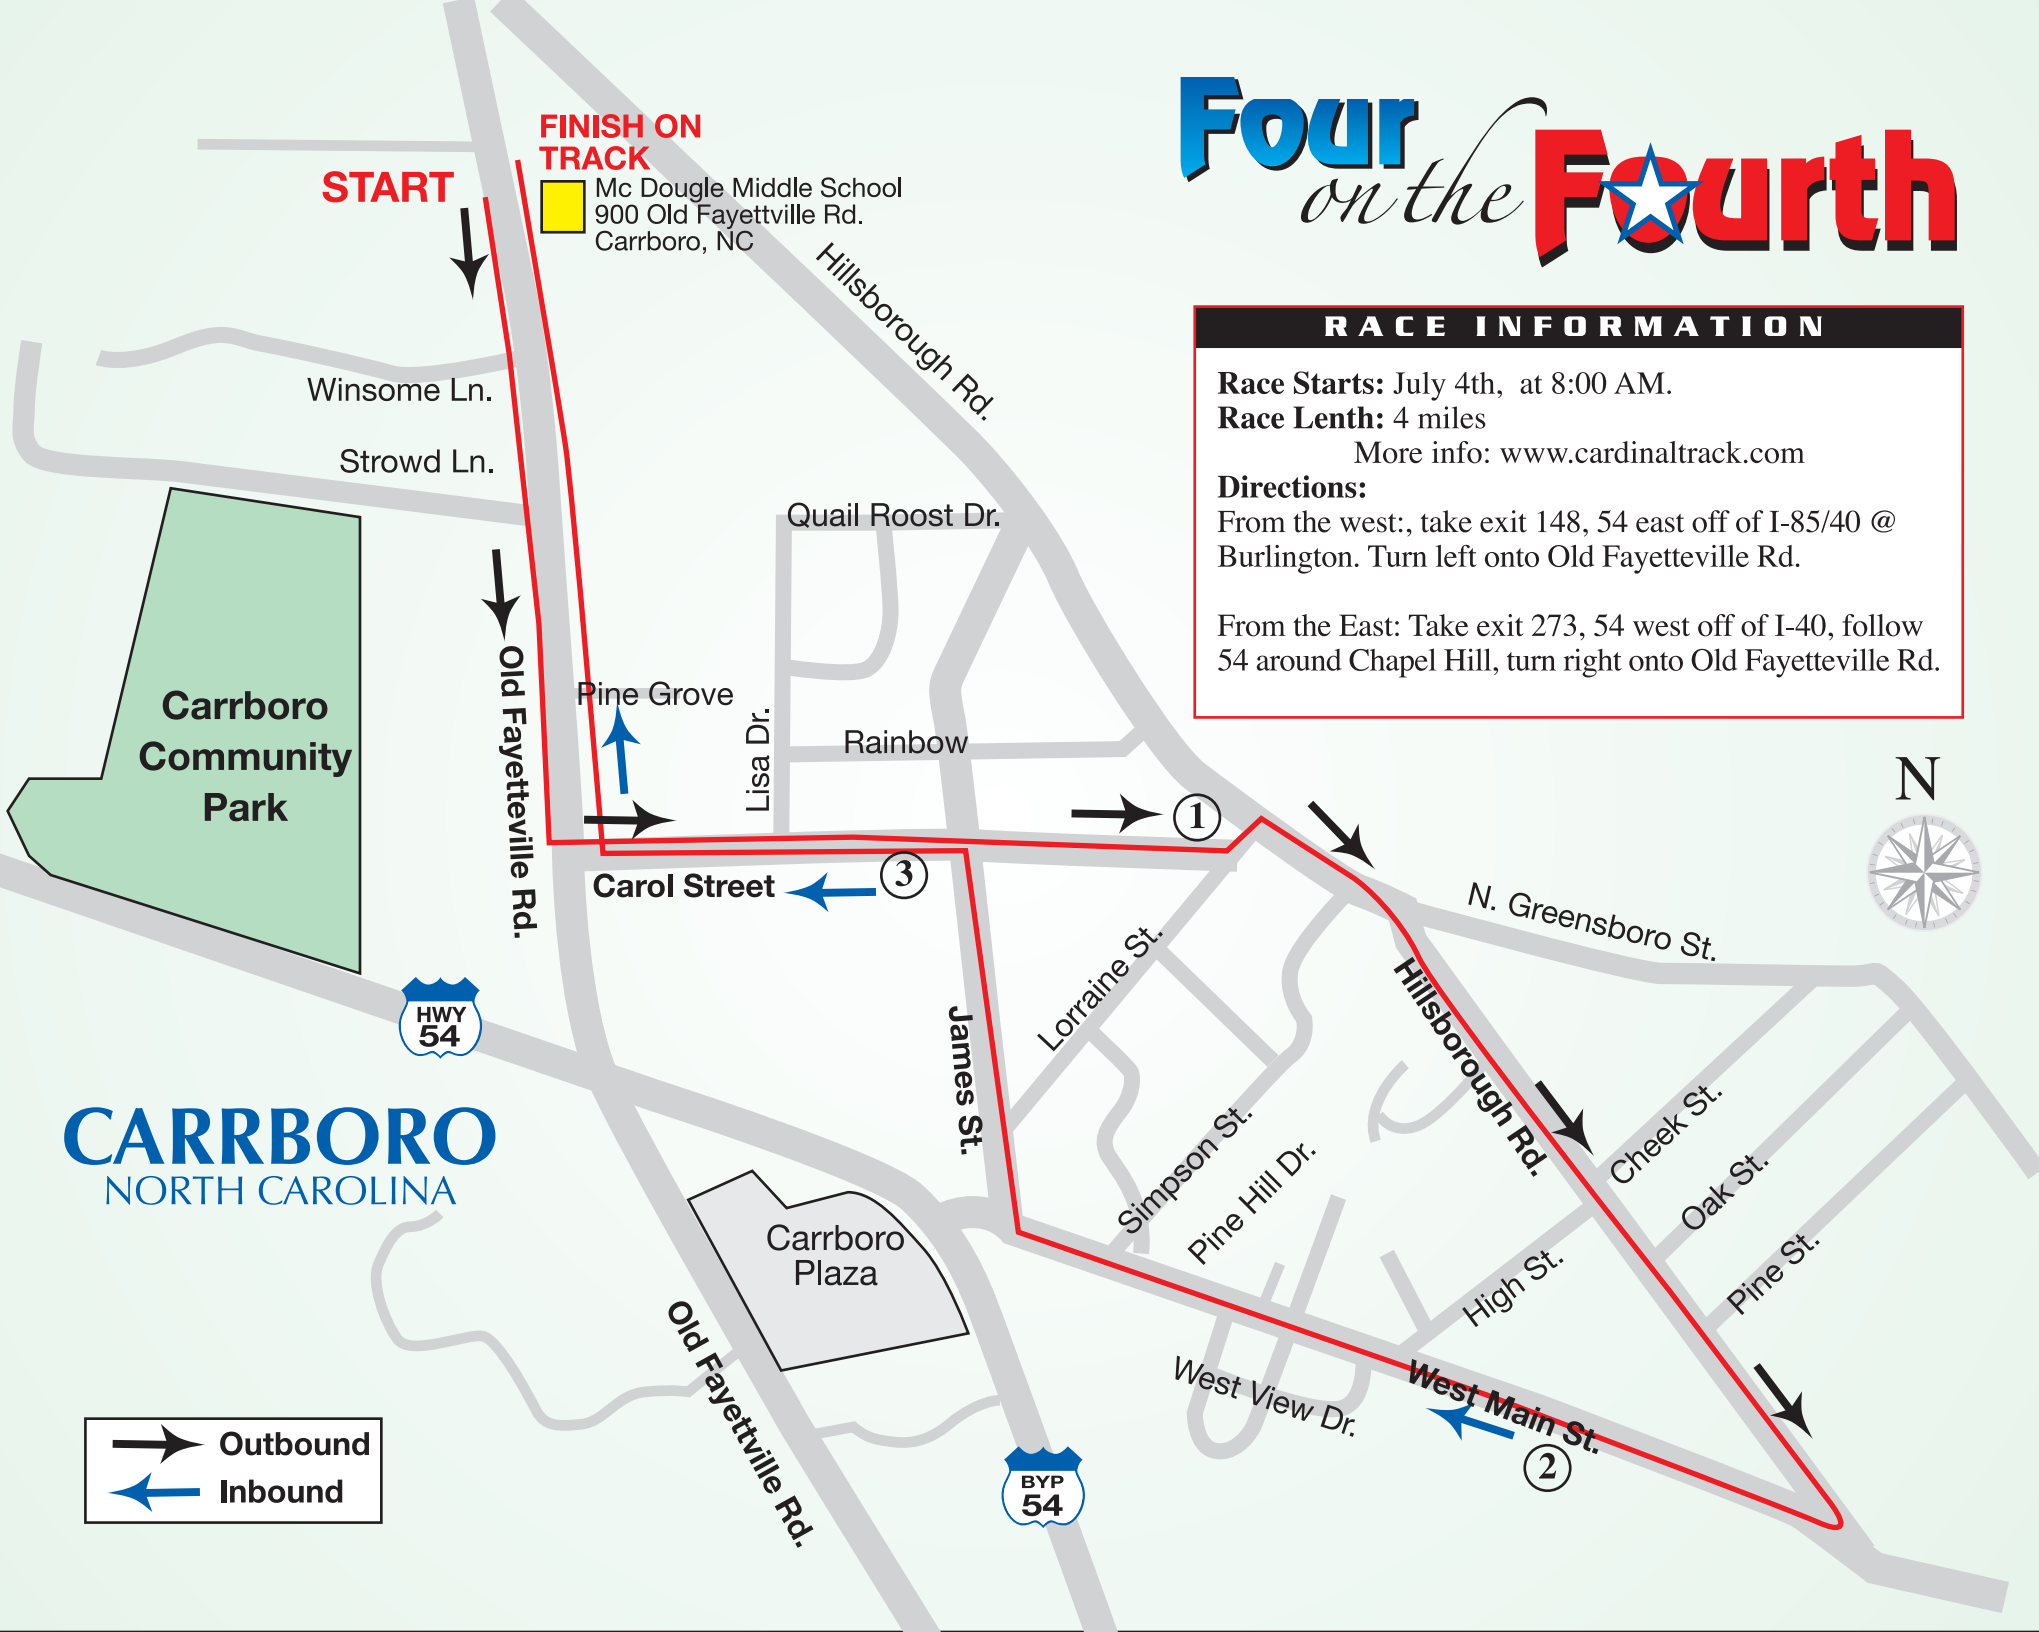 Four
on the
Fourth
RACE INFORMATION
Race Starts: July 4th, at 8:00 AM.
Race Lenth: 4 miles
More info: www.cardinaltrack.com
Directions:
From the west:, take exit 148, 54 east off of I-85/40 @
Burlington. Turn left onto Old Fayetteville Rd.
From the East: Take exit 273, 54 west off of I-40, follow
54 around Chapel Hill, turn right onto Old Fayetteville Rd.
FINISH ON
TRACK
START
Mc Dougle Middle School
900 Old Fayettville Rd.
Carrboro, NC
Hillsborough Rd.
Winsome Ln.
Strowd Ln.
Quail Roost Dr.
Old Fayetteville Rd.
Pine Grove
Lisa Dr.
Rainbow
Carrboro
Community
Park
1
3
Carol Street
N
N. Greensboro St.
Lorraine St.
Hillsborough Rd.
HWY
54
James St.
CARRBORO
NORTH CAROLINA
Simpson St.
Pine Hill Dr.
Cheek St.
Oak St.
Pine St.
High St.
Carrboro
Plaza
Old Fayettville Rd.
West View Dr.
West Main St.
2
BYP
54
Outbound
Inbound